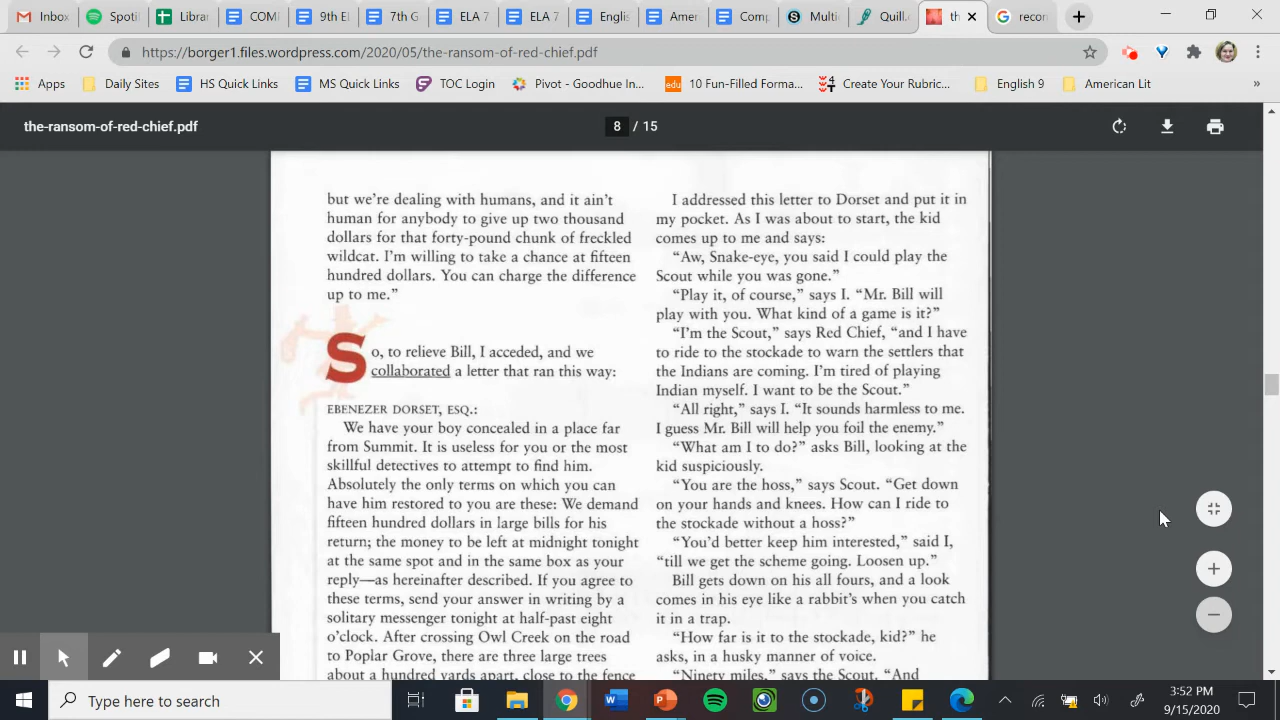 Inbox
Spotif
Librar
COM
9th El
7th G
ELA 7
ELA 7
Englis
Amer
Comp
Multi
Quill.
th
recon
https://borger1.files.wordpress.com/2020/05/the-ransom-of-red-chief.pdf
Apps
Daily Sites
HS Quick Links
MS Quick Links
TOC Login
Pivot - Goodhue In...
edu
10 Fun-Filled Forma...
Create Your Rubric...
English 9
American Lit
»
the-ransom-of-red-chief.pdf
8 / 15
but we're dealing with humans, and it ain't
human for anybody to give up two thousand
dollars for that forty-pound chunk of freckled
wildcat. I'm willing to take a chance at fifteen
hundred dollars. You can charge the difference
up to me.”
So, to relieve Bill, I acceded, and we
collaborated a letter that ran this way:
EBENEZER DORSET, ESQ.:
We have your boy concealed in a place far
from Summit. It is useless for you or the most
skillful detectives to attempt to find him.
Absolutely the only terms on which you can
have him restored to you are these: We demand
fifteen hundred dollars in large bills for his
return; the money to be left at midnight tonight
at the same spot and in the same box as your
reply—as hereinafter described. If you agree to
these terms, send your answer in writing by a
solitary messenger tonight at half-past eight
o'clock. After crossing Owl Creek on the road
to Poplar Grove, there are three large trees
about a hundred yards apart, close to the fence
I addressed this letter to Dorset and put it in
my pocket. As I was about to start, the kid
comes up to me and says:
“Aw, Snake-eye, you said I could play the
Scout while you was gone.”
“Play it, of course,” says I. “Mr. Bill will
play with you. What kind of a game is it?”
“I'm the Scout,” says Red Chief, “and I have
to ride to the stockade to warn the settlers that
the Indians are coming. I'm tired of playing
Indian myself. I want to be the Scout.”
“All right,” says I. “It sounds harmless to me.
I guess Mr. Bill will help you foil the enemy.”
“What am I to do?” asks Bill, looking at the
kid suspiciously.
“You are the hoss,” says Scout. “Get down
on your hands and knees. How can I ride to
the stockade without a hoss?”
“You'd better keep him interested,” said I,
“till we get the scheme going. Loosen up.”
Bill gets down on his all fours, and a look
comes in his eye like a rabbit's when you catch
it in a trap.
“How far is it to the stockade, kid?” he
asks, in a husky manner of voice.
“Ninety miles,” says the Scout. “And
Type here to search
3:52 PM
9/15/2020